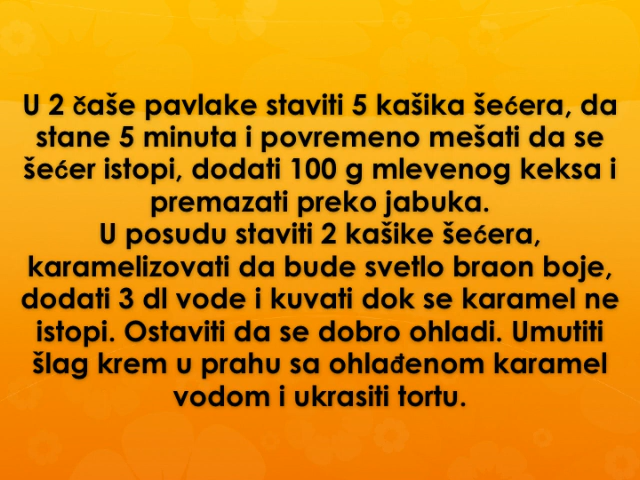 U 2 čaše pavlake staviti 5 kašika šećera, da
stane 5 minuta i povremeno mešati da se
šećer istopi, dodati 100 g mlevenog keksa i
premazati preko jabuka.
U posudu staviti 2 kašike šećera,
karamelizovati da bude svetlo braon boje,
dodati 3 dl vode i kuvati dok se karamel ne
istopi. Ostaviti da se dobro ohladi. Umutiti
šlag krem u prahu sa ohlađenom karamel
vodom i ukrasiti tortu.